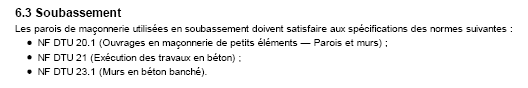 6.3 Soubassement
Les parois de maçonnerie utilisées en soubassement doivent satisfaire aux spécifications des normes suivantes :
• NF DTU 20.1 (Ouvrages en maçonnerie de petits éléments — Parois et murs) ;
• NF DTU 21 (Exécution des travaux en béton) ;
• NF DTU 23.1 (Murs en béton banché).